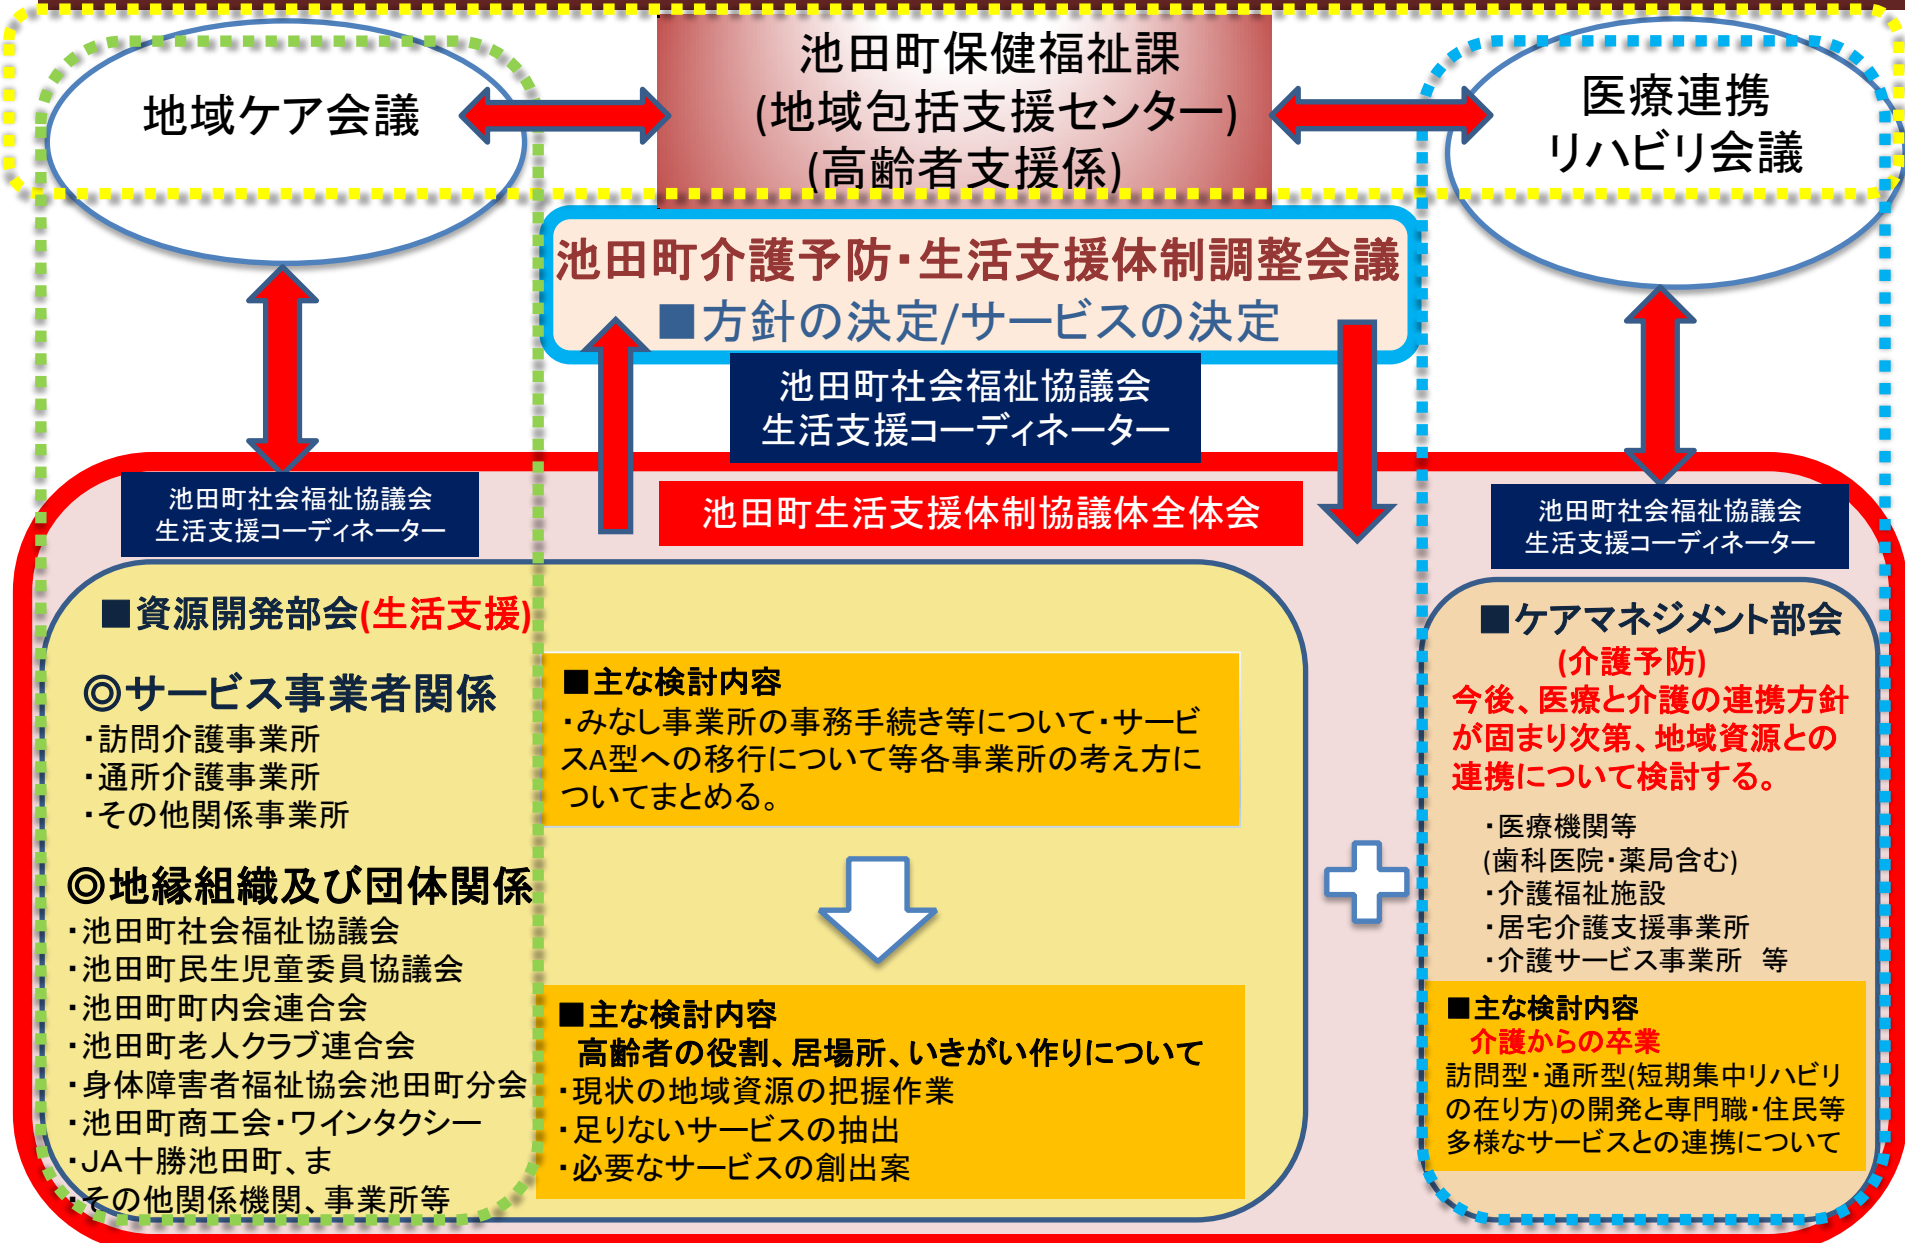 地域ケア会議
池田町保健福祉課
(地域包括支援センター)
(高齢者支援係)
医療連携
リハビリ会議
池田町介護予防・生活支援体制調整会議
■方針の決定/サービスの決定
池田町社会福祉協議会
生活支援コーディネーター
池田町社会福祉協議会
生活支援コーディネーター
池田町生活支援体制協議体全体会
池田町社会福祉協議会
生活支援コーディネーター
■資源開発部会(生活支援)
◎サービス事業者関係
・訪問介護事業所
・通所介護事業所
・その他関係事業所
◎地縁組織及び団体関係
・池田町社会福祉協議会
・池田町民生児童委員協議会
・池田町町内会連合会
・池田町老人クラブ連合会
・身体障害者福祉協会池田町分会
・池田町商工会・ワインタクシー
・JA十勝池田町、ま
・その他関係機関、事業所等
■主な検討内容
・みなし事業所の事務手続き等について・サービ
スA型への移行について等各事業所の考え方に
ついてまとめる。
■主な検討内容
高齢者の役割、居場所、いきがい作りについて
・現状の地域資源の把握作業
・足りないサービスの抽出
・必要なサービスの創出案
■ケアマネジメント部会
(介護予防)
今後、医療と介護の連携方針
が固まり次第、地域資源との
連携について検討する。
・医療機関等
(歯科医院・薬局含む)
・介護福祉施設
・居宅介護支援事業所
・介護サービス事業所　等
■主な検討内容
介護からの卒業
訪問型・通所型(短期集中リハビリ
の在り方)の開発と専門職・住民等
多様なサービスとの連携について